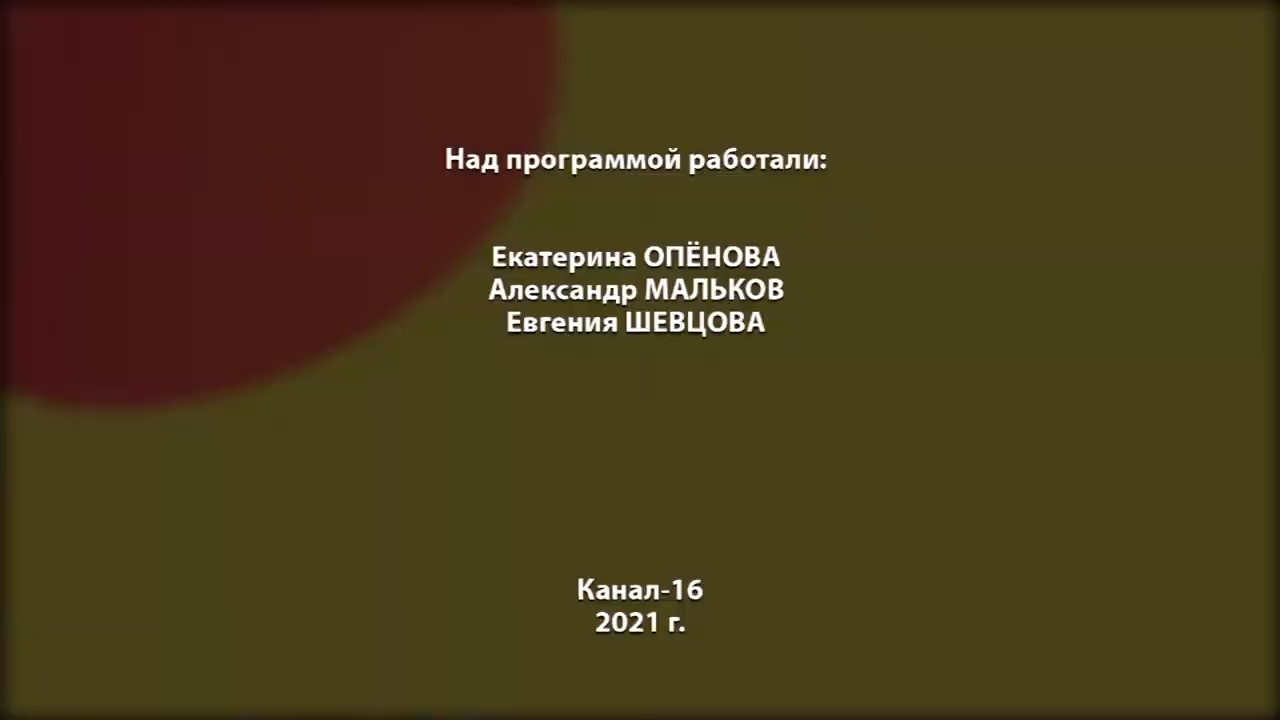 Над программой работали:
Екатерина ОПЁНОВА
Александр МАЛЬКОВ
Евгения ШЕВЦОВА
Канал-16
2021 г.